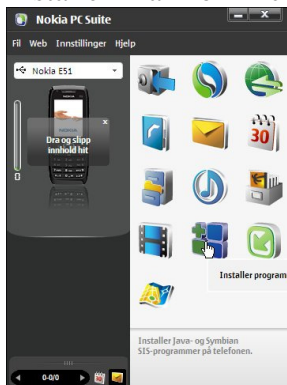 Nokia PC Suite
Fil Web Innstillinger Hjelp
Nokia E51
x
Dra og slipp
innhold hit
30
0
Installer program
Installer Java- og Symbian
SIS-programmer på telefonen.
0-0/0